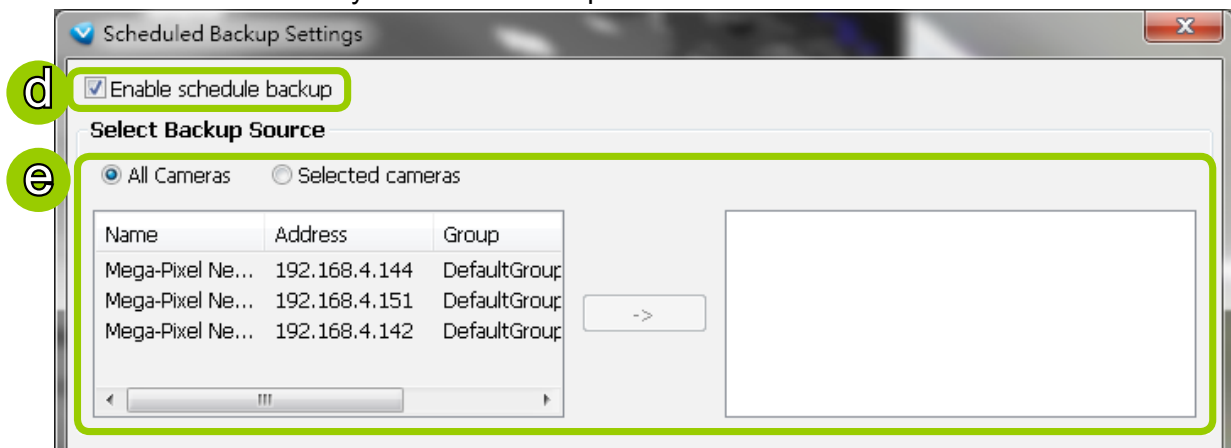 Scheduled Backup Settings
d
Enable schedule backup
Select Backup Source
e
All Cameras Selected cameras
Name Address Group
Mega-Pixel Ne... 192.168.4.144 DefaultGroup
Mega-Pixel Ne... 192.168.4.151 DefaultGroup
Mega-Pixel Ne... 192.168.4.142 DefaultGroup
->